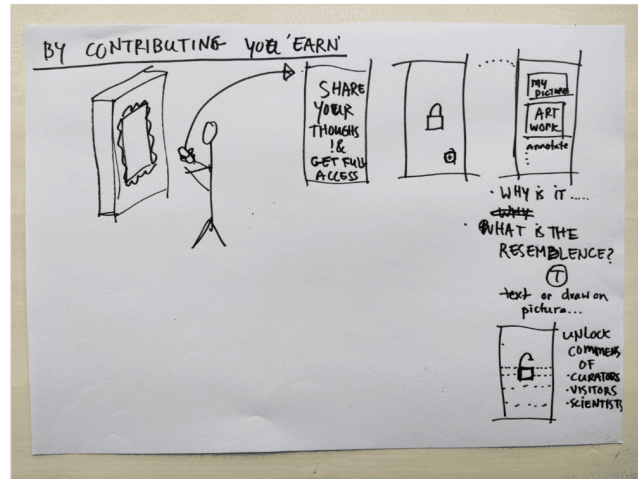 BY CONTRIBUTING YOU 'EARN'
SHARE
YOUR
THOUGHS
!&
GET FULL
ACCESS
MY
PICTURE
ART
WORK
annotate
· WHY IS IT .....
WHY
· WHAT IS THE
RESEMBLENCE?
T
text or draw on
picture...
UNLOCK
COMMENS
OF
· CURATORS
· VISITORS
· SCIENTISTS